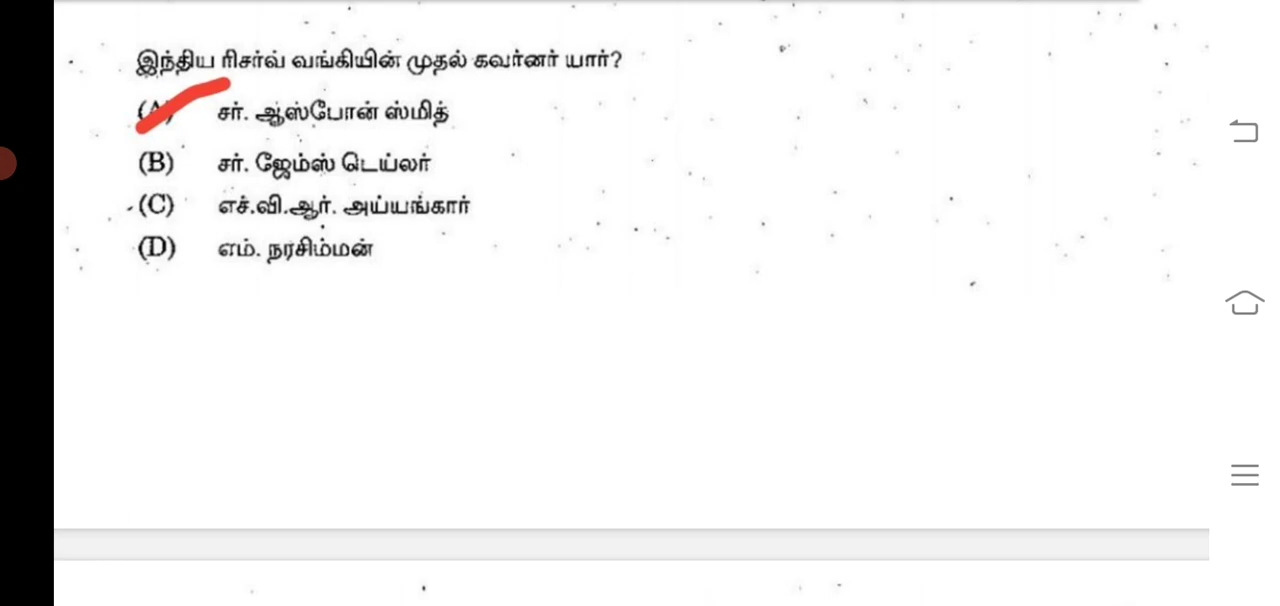 இந்திய ரிசர்வ் வங்கியின் முதல் கவர்னர் யார்?
(A) சர். ஆஸ்போன் ஸ்மித்
(B) சர். ஜேம்ஸ் டெய்லர்
(C) எச்.வி.ஆர். அய்யங்கார்
(D) எம். நரசிம்மன்